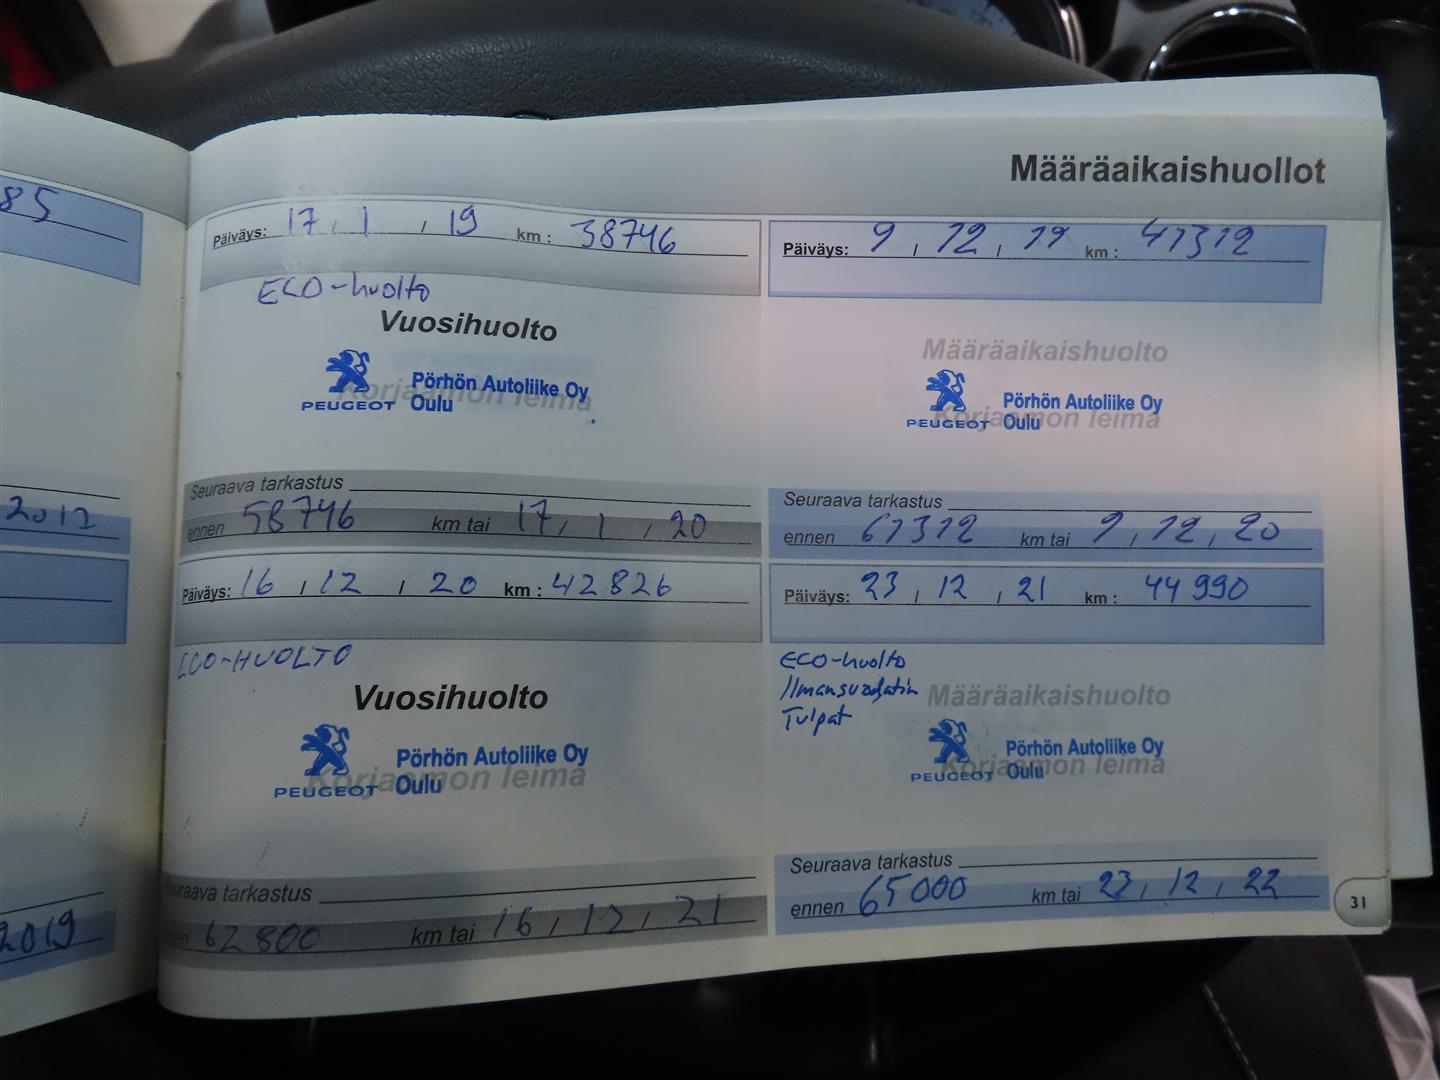 85
2017
2019
Määräaikaishuollot
Päiväys: 17 , 1 , 19 km : 38746
ECO-huolto
Vuosihuolto
Korjaamon leima
PEUGEOT
Pörhön Autoliike Oy
Oulu
Seuraava tarkastus
ennen 58746 km tai 17 , 1 , 20
Päiväys: 9 , 12 , 19 km : 41312
Määräaikaishuolto
Korjaamon leima
PEUGEOT
Pörhön Autoliike Oy
Oulu
Seuraava tarkastus
ennen 61312 km tai 9 , 12 , 20
Päiväys: 16 , 12 , 20 km : 42826
ECO-HUOLTO
Vuosihuolto
Korjaamon leima
PEUGEOT
Pörhön Autoliike Oy
Oulu
Seuraava tarkastus
ennen 62800 km tai 16 , 12 , 21
Päiväys: 23 , 12 , 21 km : 44990
ECO-huolto
Ilmansuodatin
Tulpat
Määräaikaishuolto
Korjaamon leima
PEUGEOT
Pörhön Autoliike Oy
Oulu
Seuraava tarkastus
ennen 65000 km tai 23 , 12 , 22
31